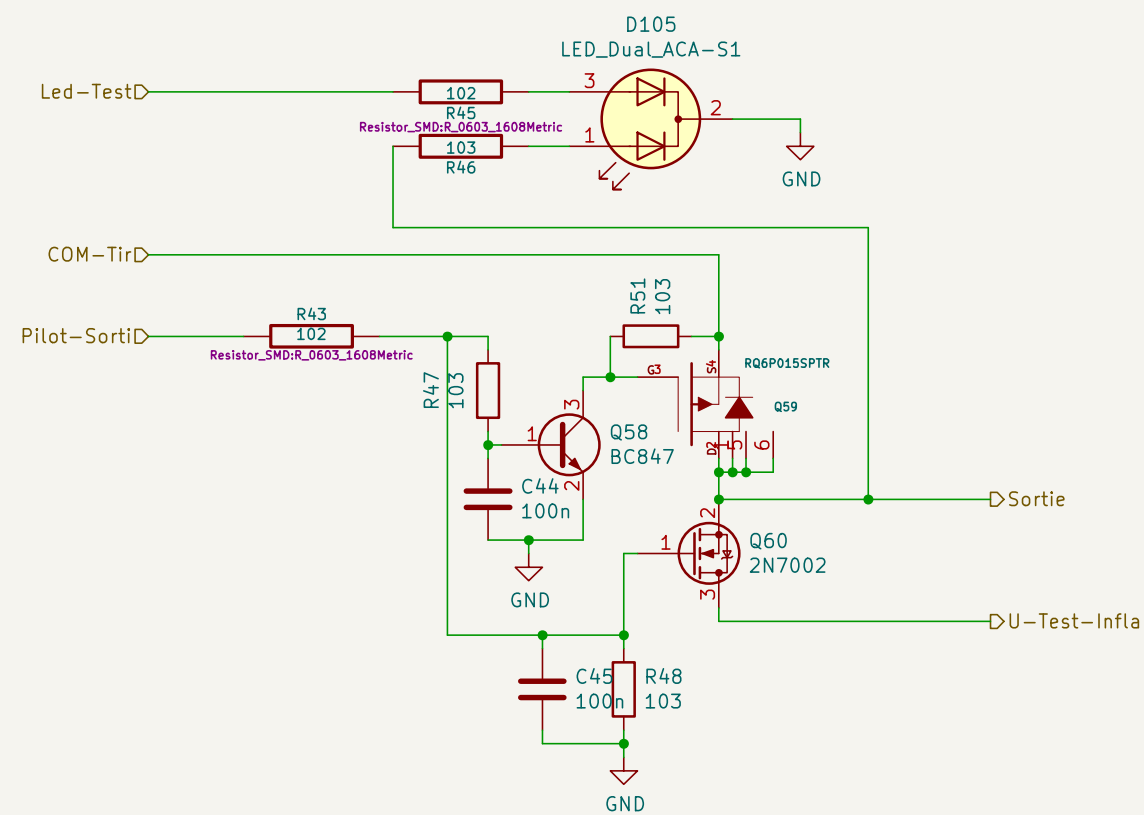 D105
LED_Dual_ACA-S1
Led-Test
102
R45
3
2
Resistor_SMD:R_0603_1608Metric
103
R46
1
GND
COM-Tir
R51
103
Pilot-Sorti
R43
102
Resistor_SMD:R_0603_1608Metric
S4
RQ6P015SPTR
G3
R47
103
3
Q59
1
Q58
BC847
D2
1
5
6
2
C44
100n
Sortie
2
1
Q60
2N7002
GND
3
U-Test-Infla
C45
100n
R48
103
GND